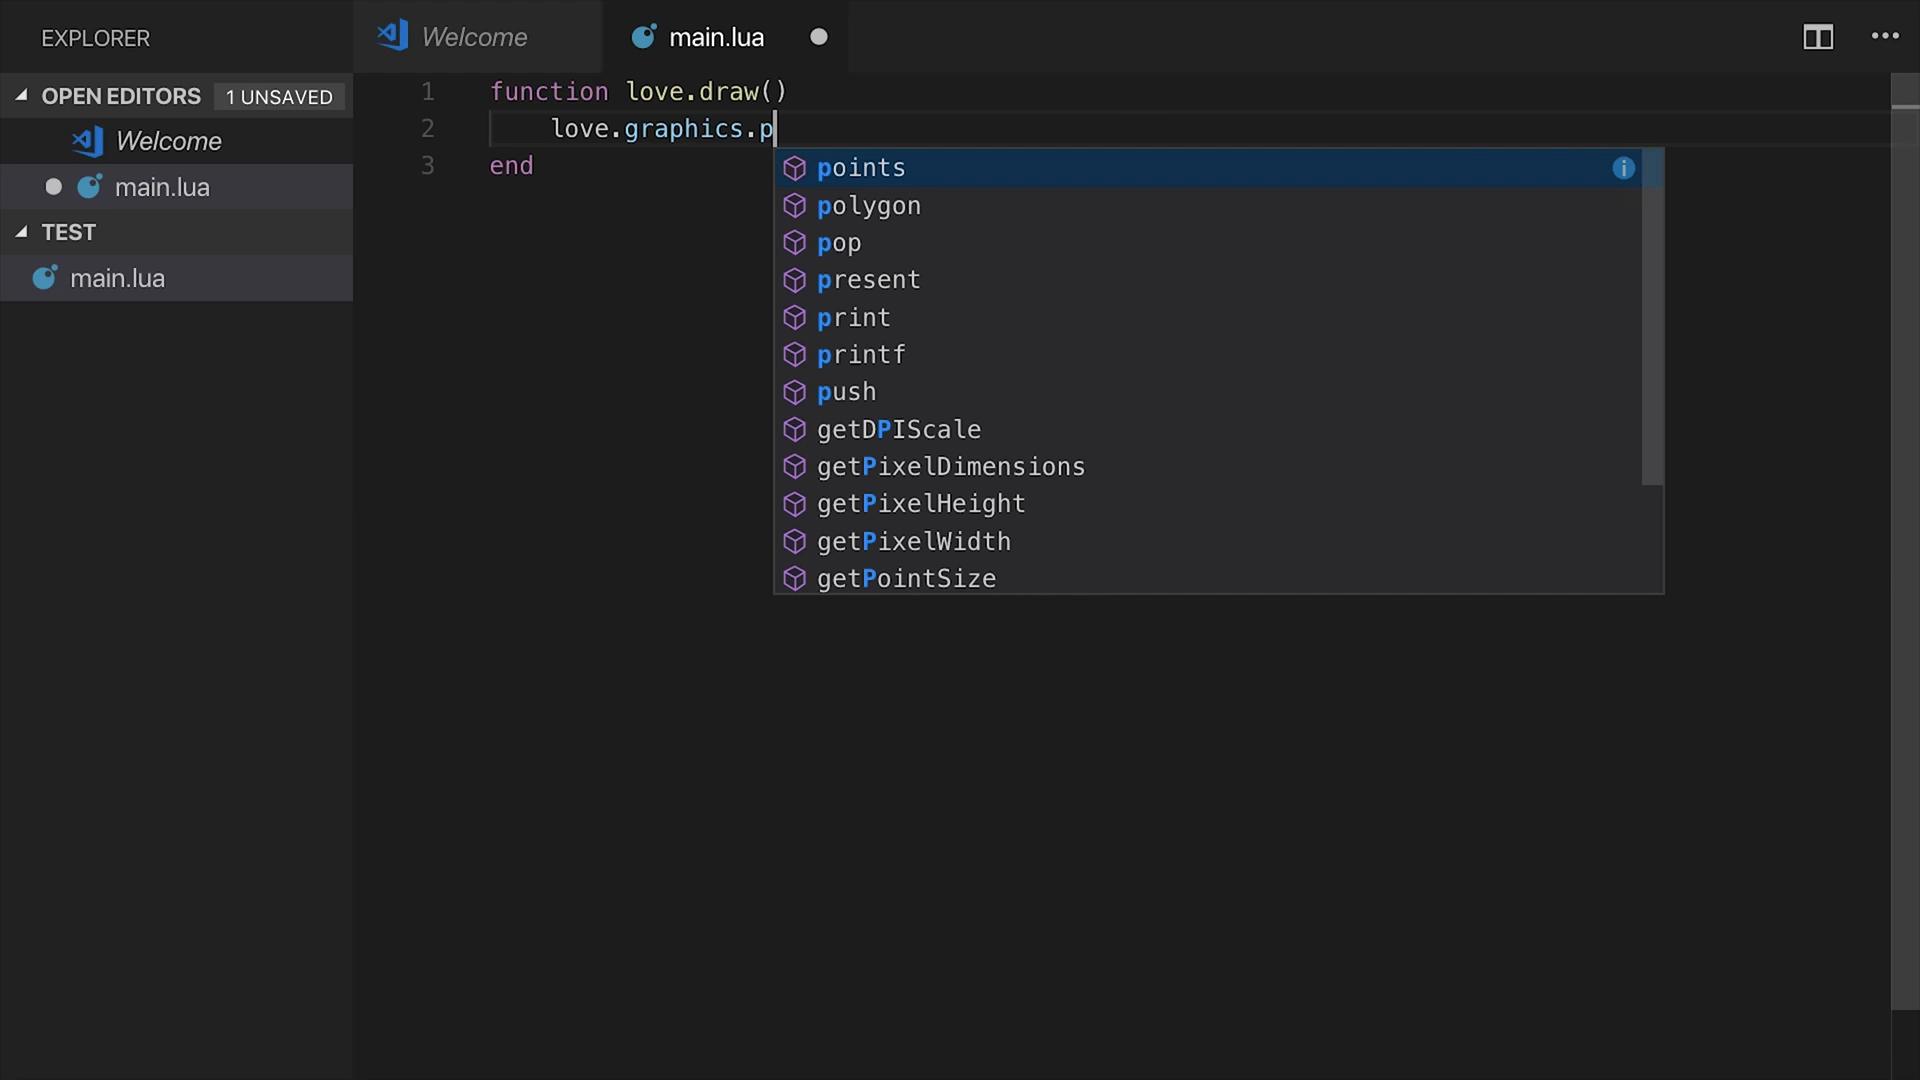 EXPLORER
Welcome
main.lua
OPEN EDITORS 1 UNSAVED
Welcome
main.lua
TEST
main.lua
1 function love.draw()
2 love.graphics.p
3 end
points
polygon
pop
present
print
printf
push
getDPIScale
getPixelDimensions
getPixelHeight
getPixelWidth
getPointSize